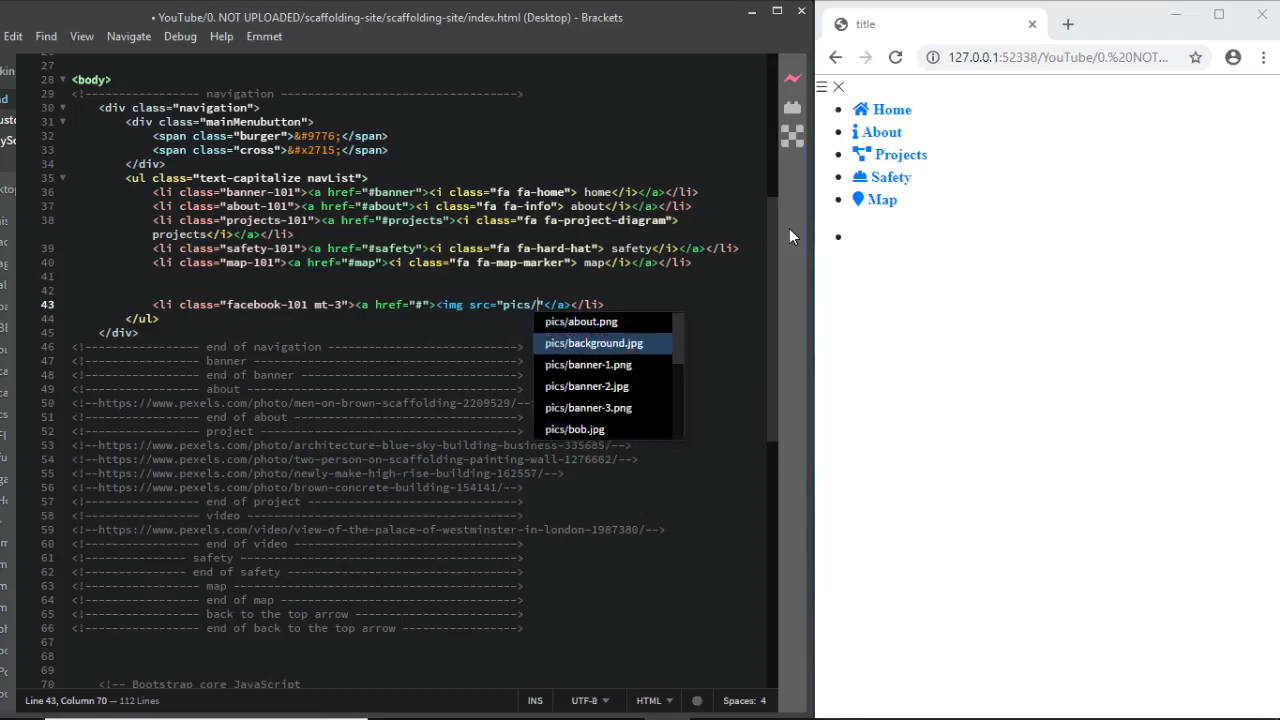 • YouTube/0. NOT UPLOADED/scaffolding-site/scaffolding-site/index.html (Desktop) - Brackets
Edit Find View Navigate Debug Help Emmet
27
28 <body>
29 <!---------------- navigation ---------------------------------->
30 <div class="navigation">
31 <div class="mainMenubutton">
32 <span class="burger">&#9776;</span>
33 <span class="cross">&#x2715;</span>
34 </div>
35 <ul class="text-capitalize navList">
36 <li class="banner-101"><a href="#banner"><i class="fa fa-home"> home</i></a></li>
37 <li class="about-101"><a href="#about"><i class="fa fa-info"> about</i></a></li>
38 <li class="projects-101"><a href="#projects"><i class="fa fa-project-diagram">
projects</i></a></li>
39 <li class="safety-101"><a href="#safety"><i class="fa fa-hard-hat"> safety</i></a></li>
40 <li class="map-101"><a href="#map"><i class="fa fa-map-marker"> map</i></a></li>
41
42
43 <li class="facebook-101 mt-3"><a href="#"><img src="pics/"</a></li>
44 </ul>
45 </div>
46 <!---------------- end of navigation --------------------------->
47 <!---------------- banner -------------------------------------->
48 <!---------------- end of banner ------------------------------->
49 <!---------------- about --------------------------------------->
50 <!--https://www.pexels.com/photo/men-on-brown-scaffolding-2209529/-->
51 <!---------------- end of about -------------------------------->
52 <!---------------- project ------------------------------------->
53 <!--https://www.pexels.com/photo/architecture-blue-sky-building-business-335685/-->
54 <!--https://www.pexels.com/photo/two-person-on-scaffolding-painting-wall-1276662/-->
55 <!--https://www.pexels.com/photo/newly-make-high-rise-building-162557/-->
56 <!--https://www.pexels.com/photo/brown-concrete-building-154141/-->
57 <!---------------- end of project ------------------------------>
58 <!---------------- video --------------------------------------->
59 <!--https://www.pexels.com/video/view-of-the-palace-of-westminster-in-london-1987380/-->
60 <!---------------- end of video -------------------------------->
61 <!-------------- safety ---------------------------------------->
62 <!-------------- end of safety --------------------------------->
63 <!---------------- map ----------------------------------------->
64 <!---------------- end of map ---------------------------------->
65 <!---------------- back to the top arrow ----------------------->
66 <!---------------- end of back to the top arrow ---------------->
67
68
69
70 <!-- Bootstrap core JavaScript
pics/about.png
pics/background.jpg
pics/banner-1.png
pics/banner-2.jpg
pics/banner-3.png
pics/bob.jpg
Line 43, Column 70 — 112 Lines
INS UTF-8 HTML Spaces: 4
title
127.0.0.1:52338/YouTube/0.%20NOT...
☰ ✕
• Home
• About
• Projects
• Safety
• Map
•